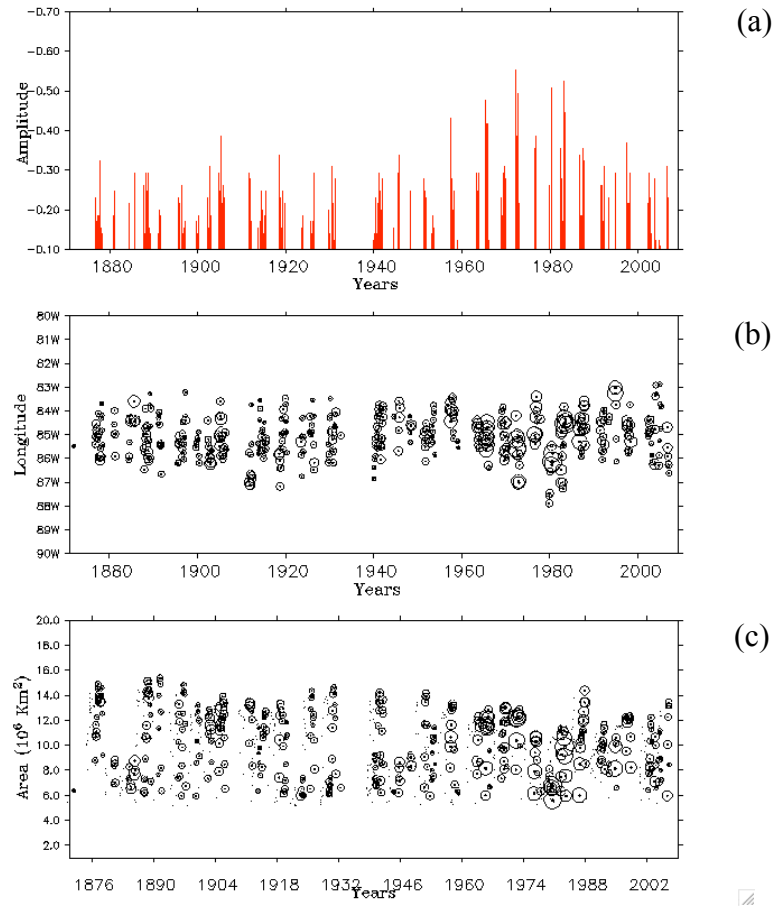 (a)
-0.70
-0.60
-0.50
-0.40
-0.30
-0.20
-0.10
Amplitude
1880 1900 1920 1940 1960 1980 2000
Years
(b)
80W
81W
82W
83W
84W
85W
86W
87W
88W
89W
90W
Longitude
1880 1900 1920 1940 1960 1980 2000
Years
(c)
20.0
18.0
16.0
14.0
12.0
10.0
8.0
6.0
4.0
2.0
Area (10⁶ Km²)
1876 1890 1904 1918 1932 1946 1960 1974 1988 2002
Years